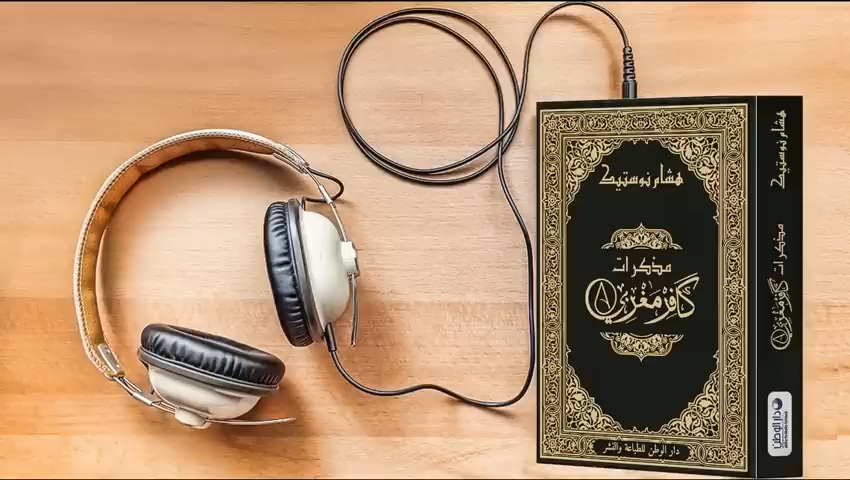 هشام نوستيك
مذكرات
كافر مغربي
دار الوطن للطباعة والنشر
هشام نوستيك
مذكرات
كافر مغربي
دار الوطن